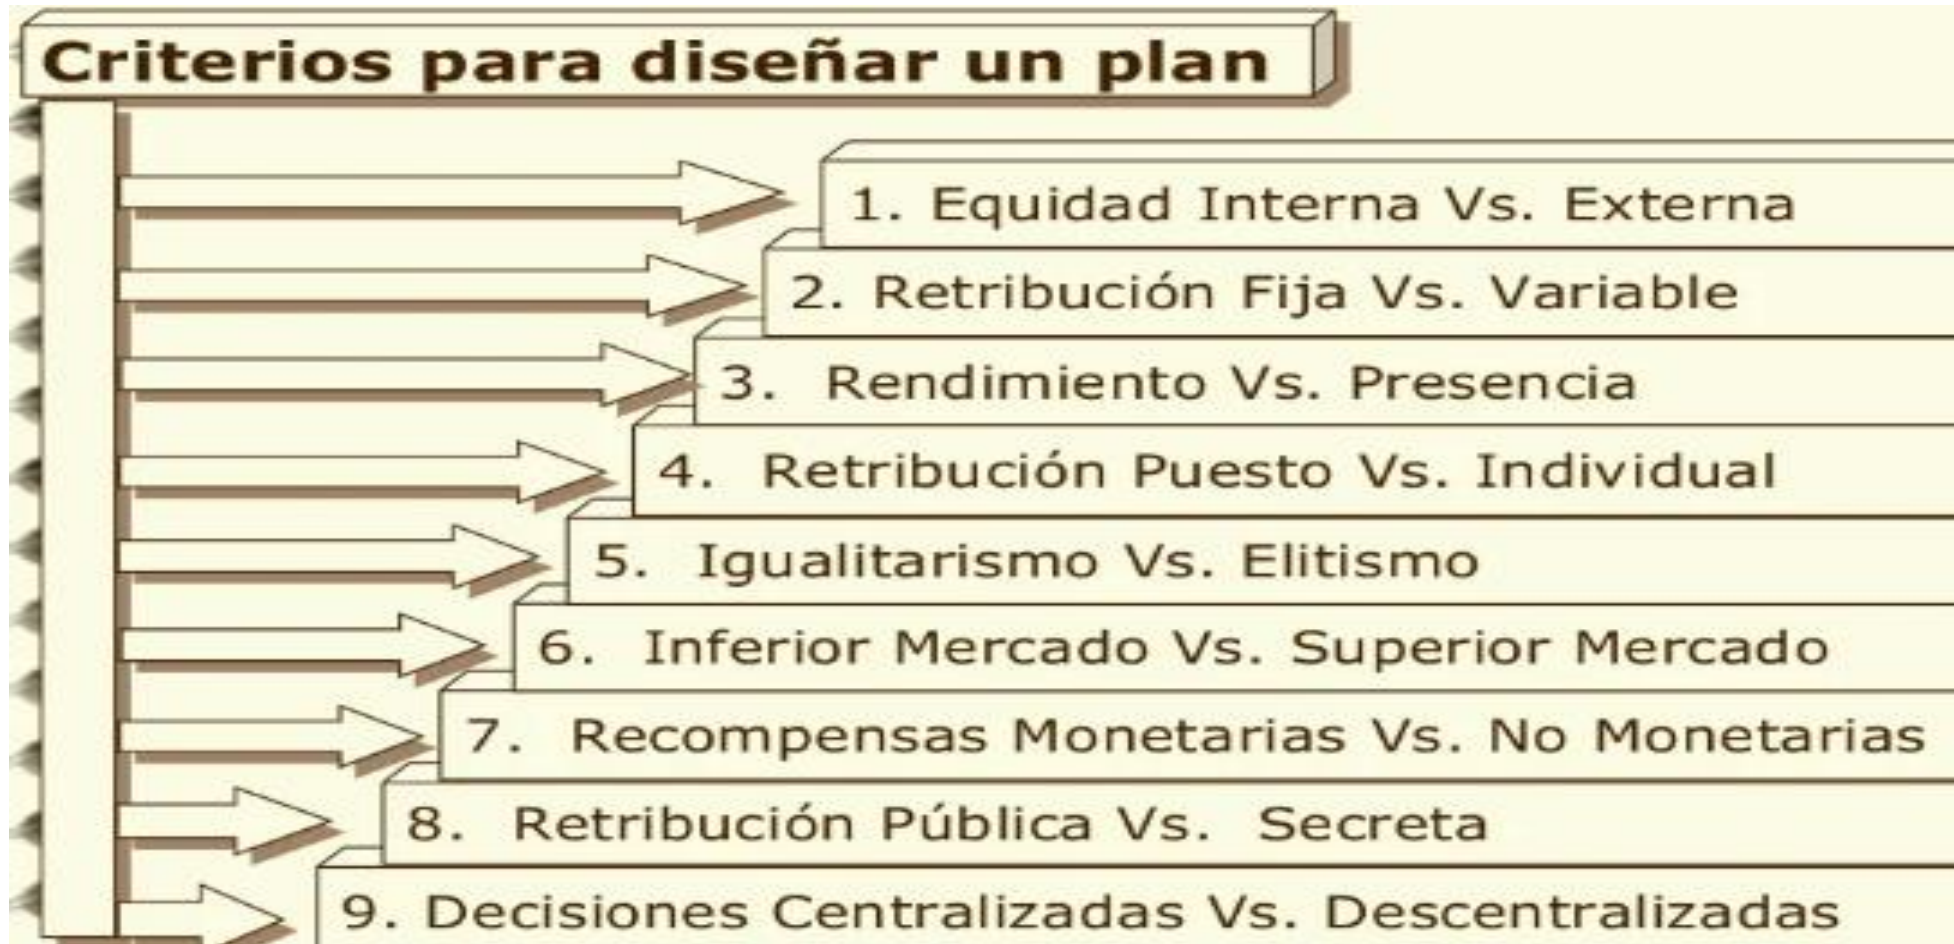 Criterios para diseñar un plan
1. Equidad Interna Vs. Externa
2. Retribución Fija Vs. Variable
3. Rendimiento Vs. Presencia
4. Retribución Puesto Vs. Individual
5. Igualitarismo Vs. Elitismo
6. Inferior Mercado Vs. Superior Mercado
7. Recompensas Monetarias Vs. No Monetarias
8. Retribución Pública Vs. Secreta
9. Decisiones Centralizadas Vs. Descentralizadas